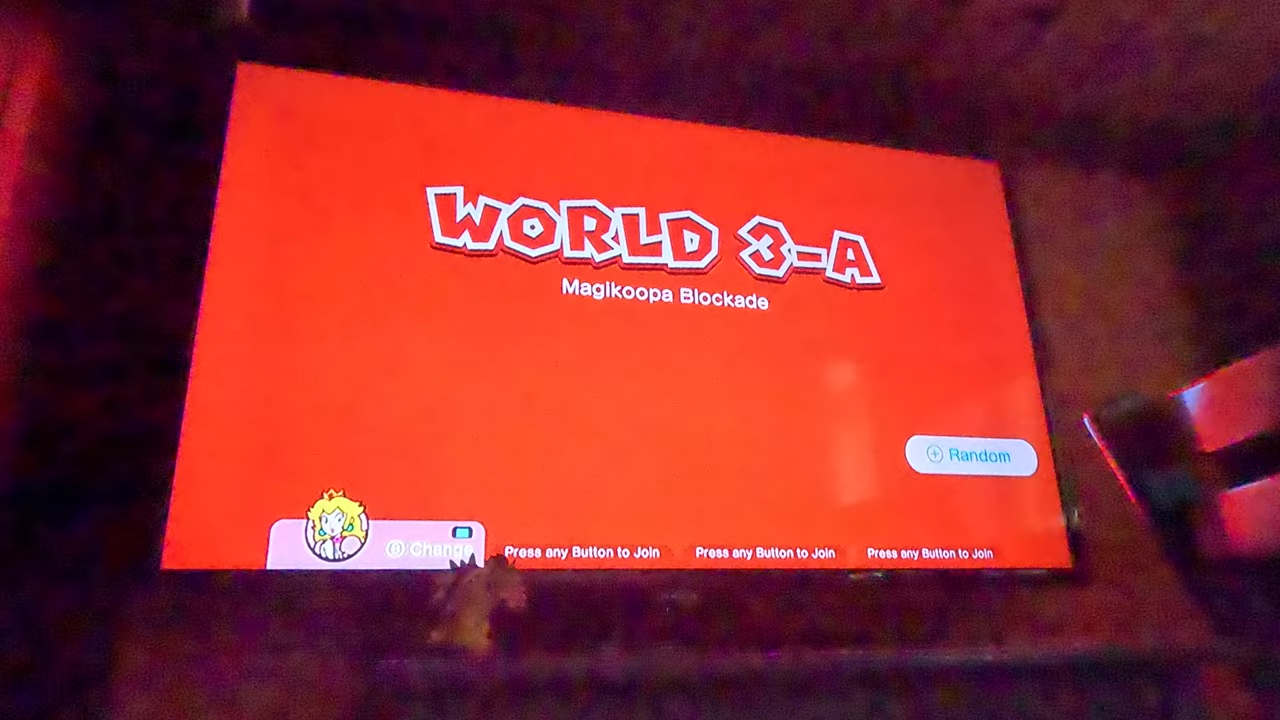 WORLD 3-A
Magikoopa Blockade
Random
Change
Press any Button to Join
Press any Button to Join
Press any Button to Join